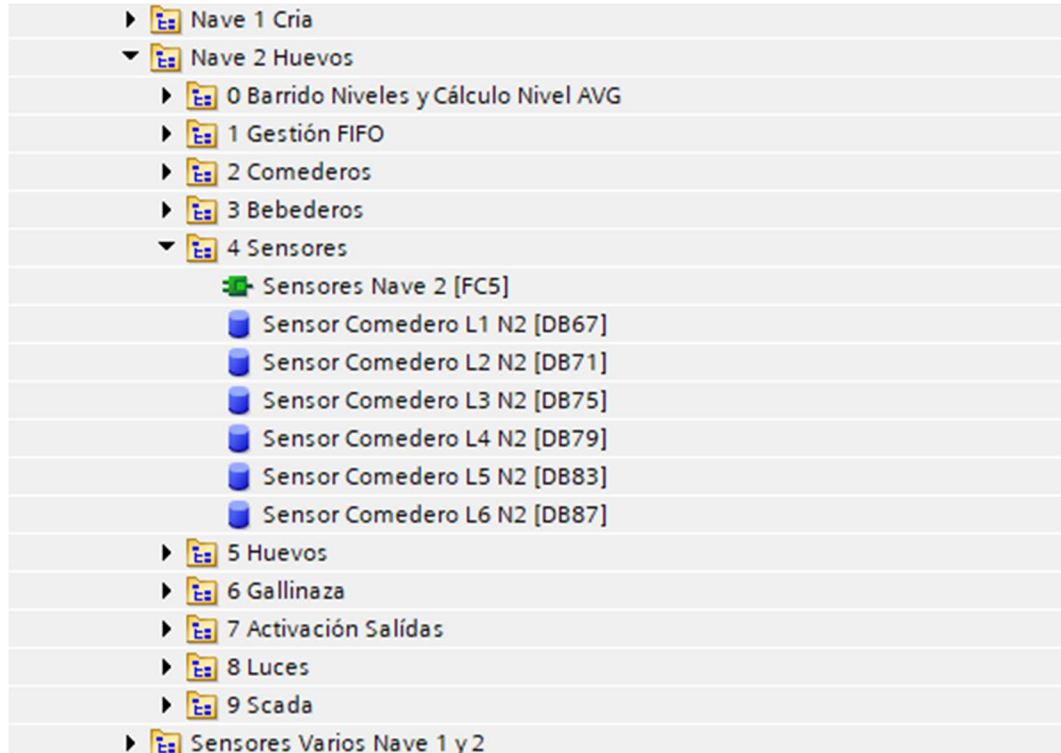 Nave 1 Cria
Nave 2 Huevos
0 Barrido Niveles y Cálculo Nivel AVG
1 Gestión FIFO
2 Comederos
3 Bebederos
4 Sensores
Sensores Nave 2 [FC5]
Sensor Comedero L1 N2 [DB67]
Sensor Comedero L2 N2 [DB71]
Sensor Comedero L3 N2 [DB75]
Sensor Comedero L4 N2 [DB79]
Sensor Comedero L5 N2 [DB83]
Sensor Comedero L6 N2 [DB87]
5 Huevos
6 Gallinaza
7 Activación Salídas
8 Luces
9 Scada
Sensores Varios Nave 1 y 2